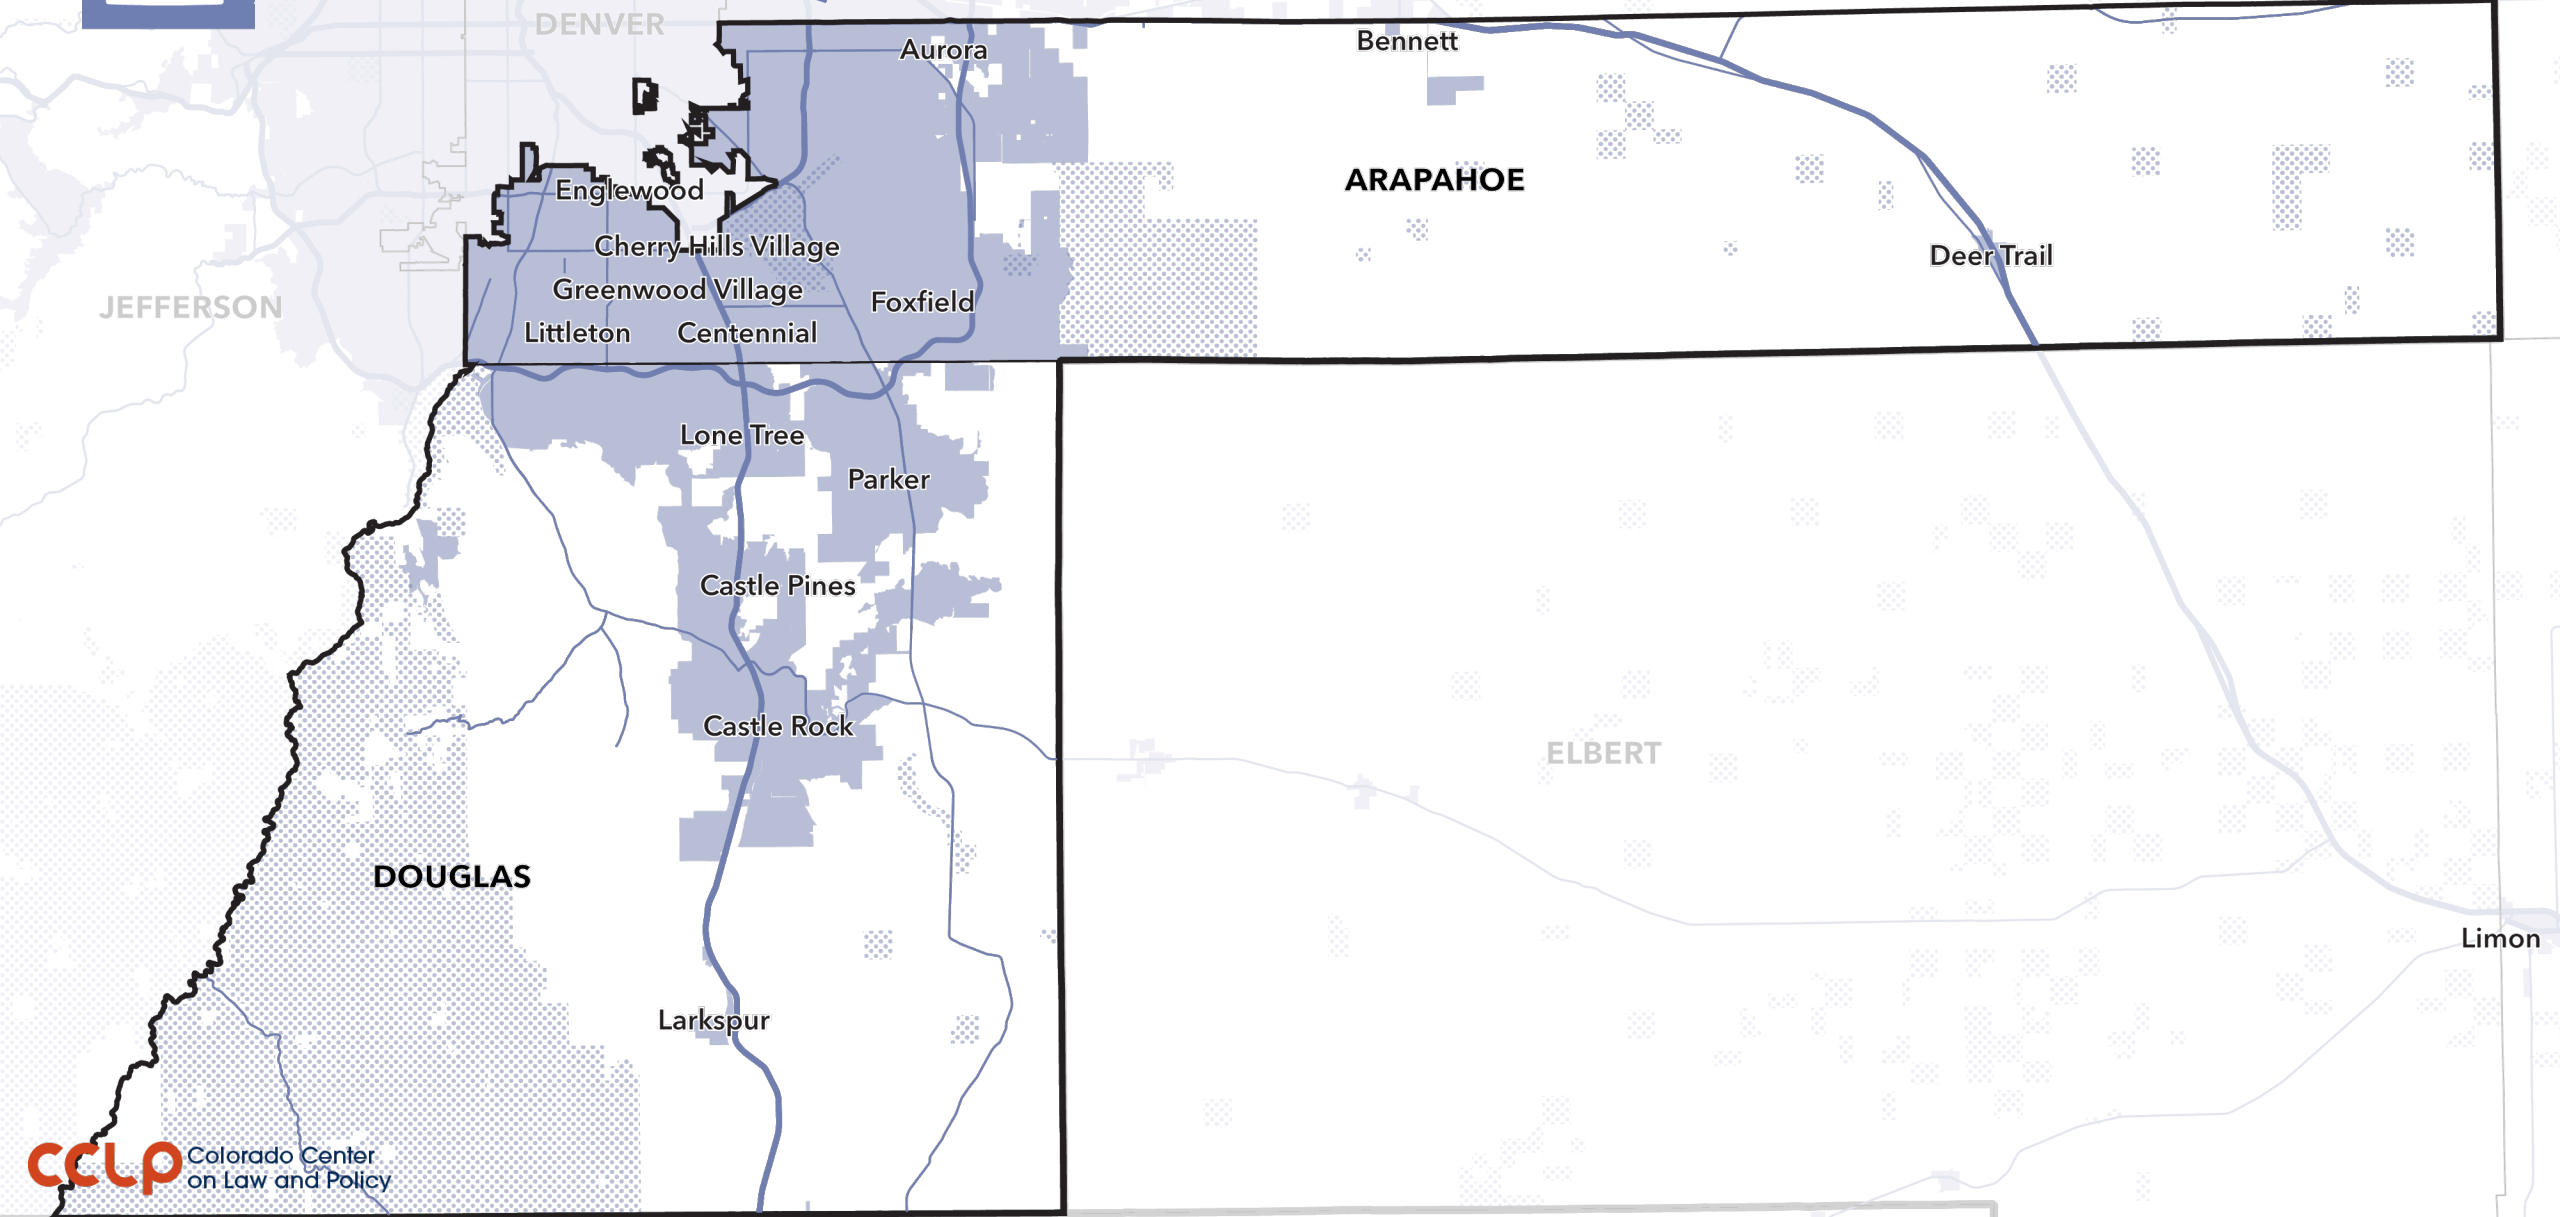 DENVER
Aurora
Bennett
ARAPAHOE
Englewood
Cherry Hills Village
Deer Trail
Greenwood Village
Foxfield
JEFFERSON
Littleton
Centennial
Lone Tree
Parker
Castle Pines
Castle Rock
ELBERT
DOUGLAS
Limon
Larkspur
CCLP
Colorado Center
on Law and Policy